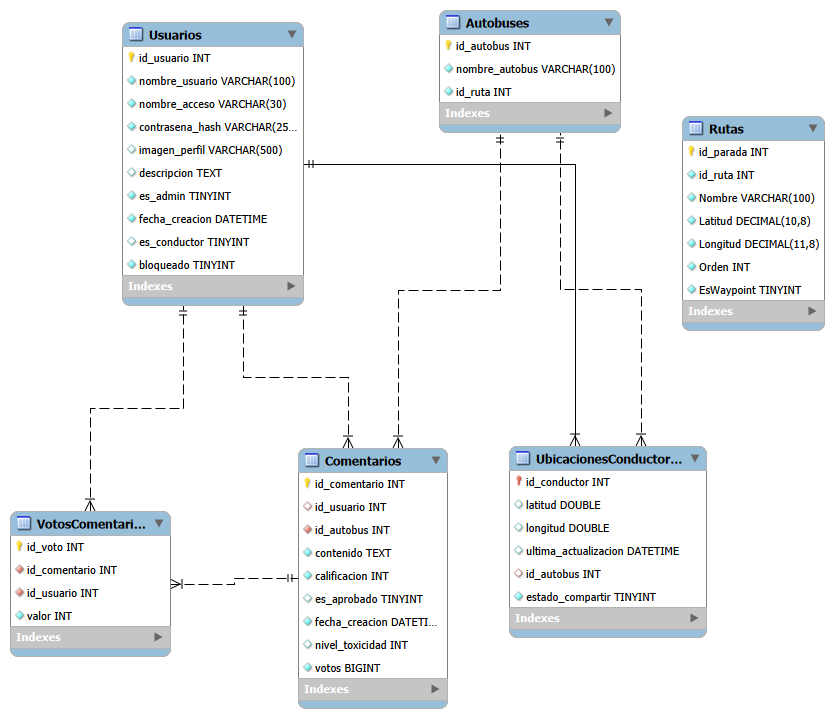 Usuarios
id_usuario INT
nombre_usuario VARCHAR(100)
nombre_acceso VARCHAR(30)
contrasena_hash VARCHAR(25...
imagen_perfil VARCHAR(500)
descripcion TEXT
es_admin TINYINT
fecha_creacion DATETIME
es_conductor TINYINT
bloqueado TINYINT
Indexes
Autobuses
id_autobus INT
nombre_autobus VARCHAR(100)
id_ruta INT
Indexes
Rutas
id_parada INT
id_ruta INT
Nombre VARCHAR(100)
Latitud DECIMAL(10,8)
Longitud DECIMAL(11,8)
Orden INT
EsWaypoint TINYINT
Indexes
VotosComentari...
id_voto INT
id_comentario INT
id_usuario INT
valor INT
Indexes
Comentarios
id_comentario INT
id_usuario INT
id_autobus INT
contenido TEXT
calificacion INT
es_aprobado TINYINT
fecha_creacion DATETI...
nivel_toxicidad INT
votos BIGINT
Indexes
UbicacionesConductor...
id_conductor INT
latitud DOUBLE
longitud DOUBLE
ultima_actualizacion DATETIME
id_autobus INT
estado_compartir TINYINT
Indexes